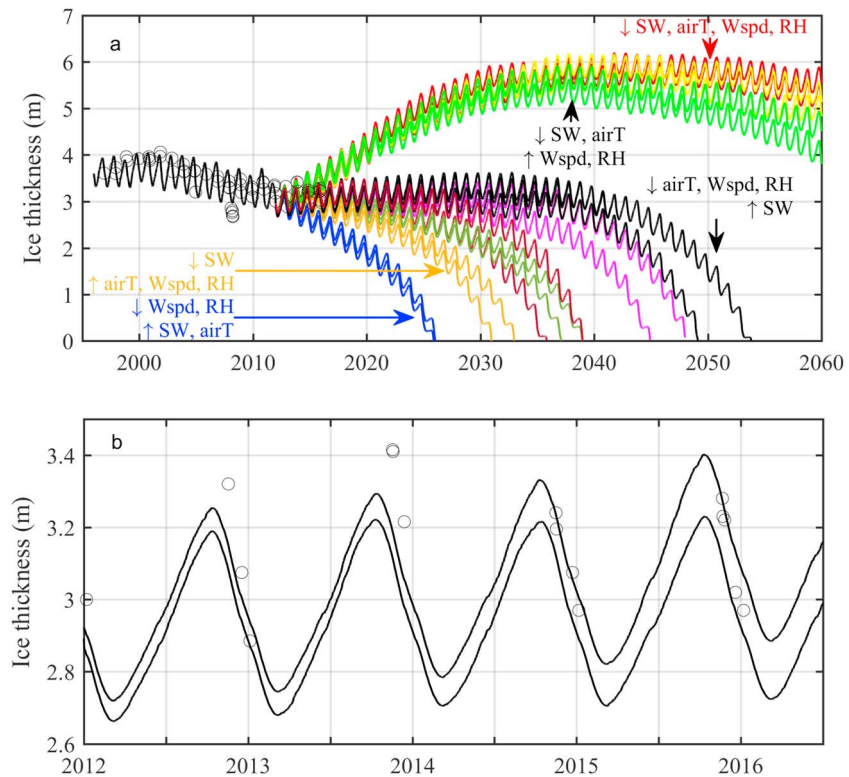 a
7
6
5
4
3
2
1
0
Ice thickness (m)
↓ SW, airT, Wspd, RH
↓ SW, airT
↑ Wspd, RH
↓ airT, Wspd, RH
↑ SW
↓ SW
↑ airT, Wspd, RH
↓ Wspd, RH
↑ SW, airT
2000 2010 2020 2030 2040 2050 2060
b
3.4
3.2
3
2.8
2.6
Ice thickness (m)
2012 2013 2014 2015 2016